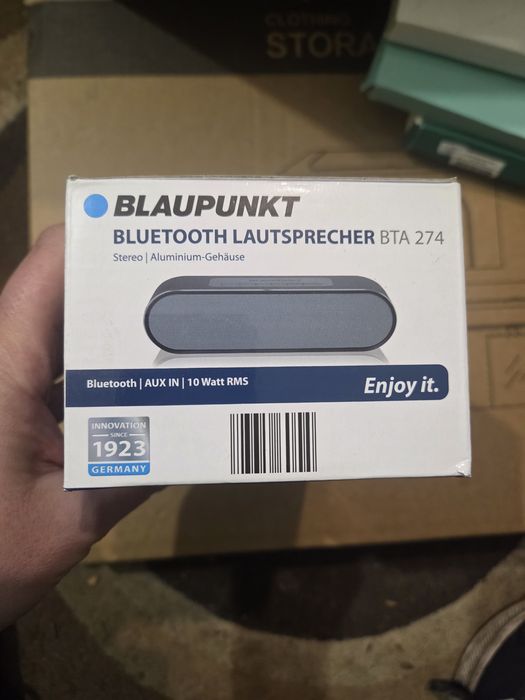 CLOTHING
STORA
BLAUPUNKT
BLUETOOTH LAUTSPRECHER BTA 274
Stereo | Aluminium-Gehäuse
Bluetooth | AUX IN | 10 Watt RMS
Enjoy it.
INNOVATION
SINCE
1923
GERMANY